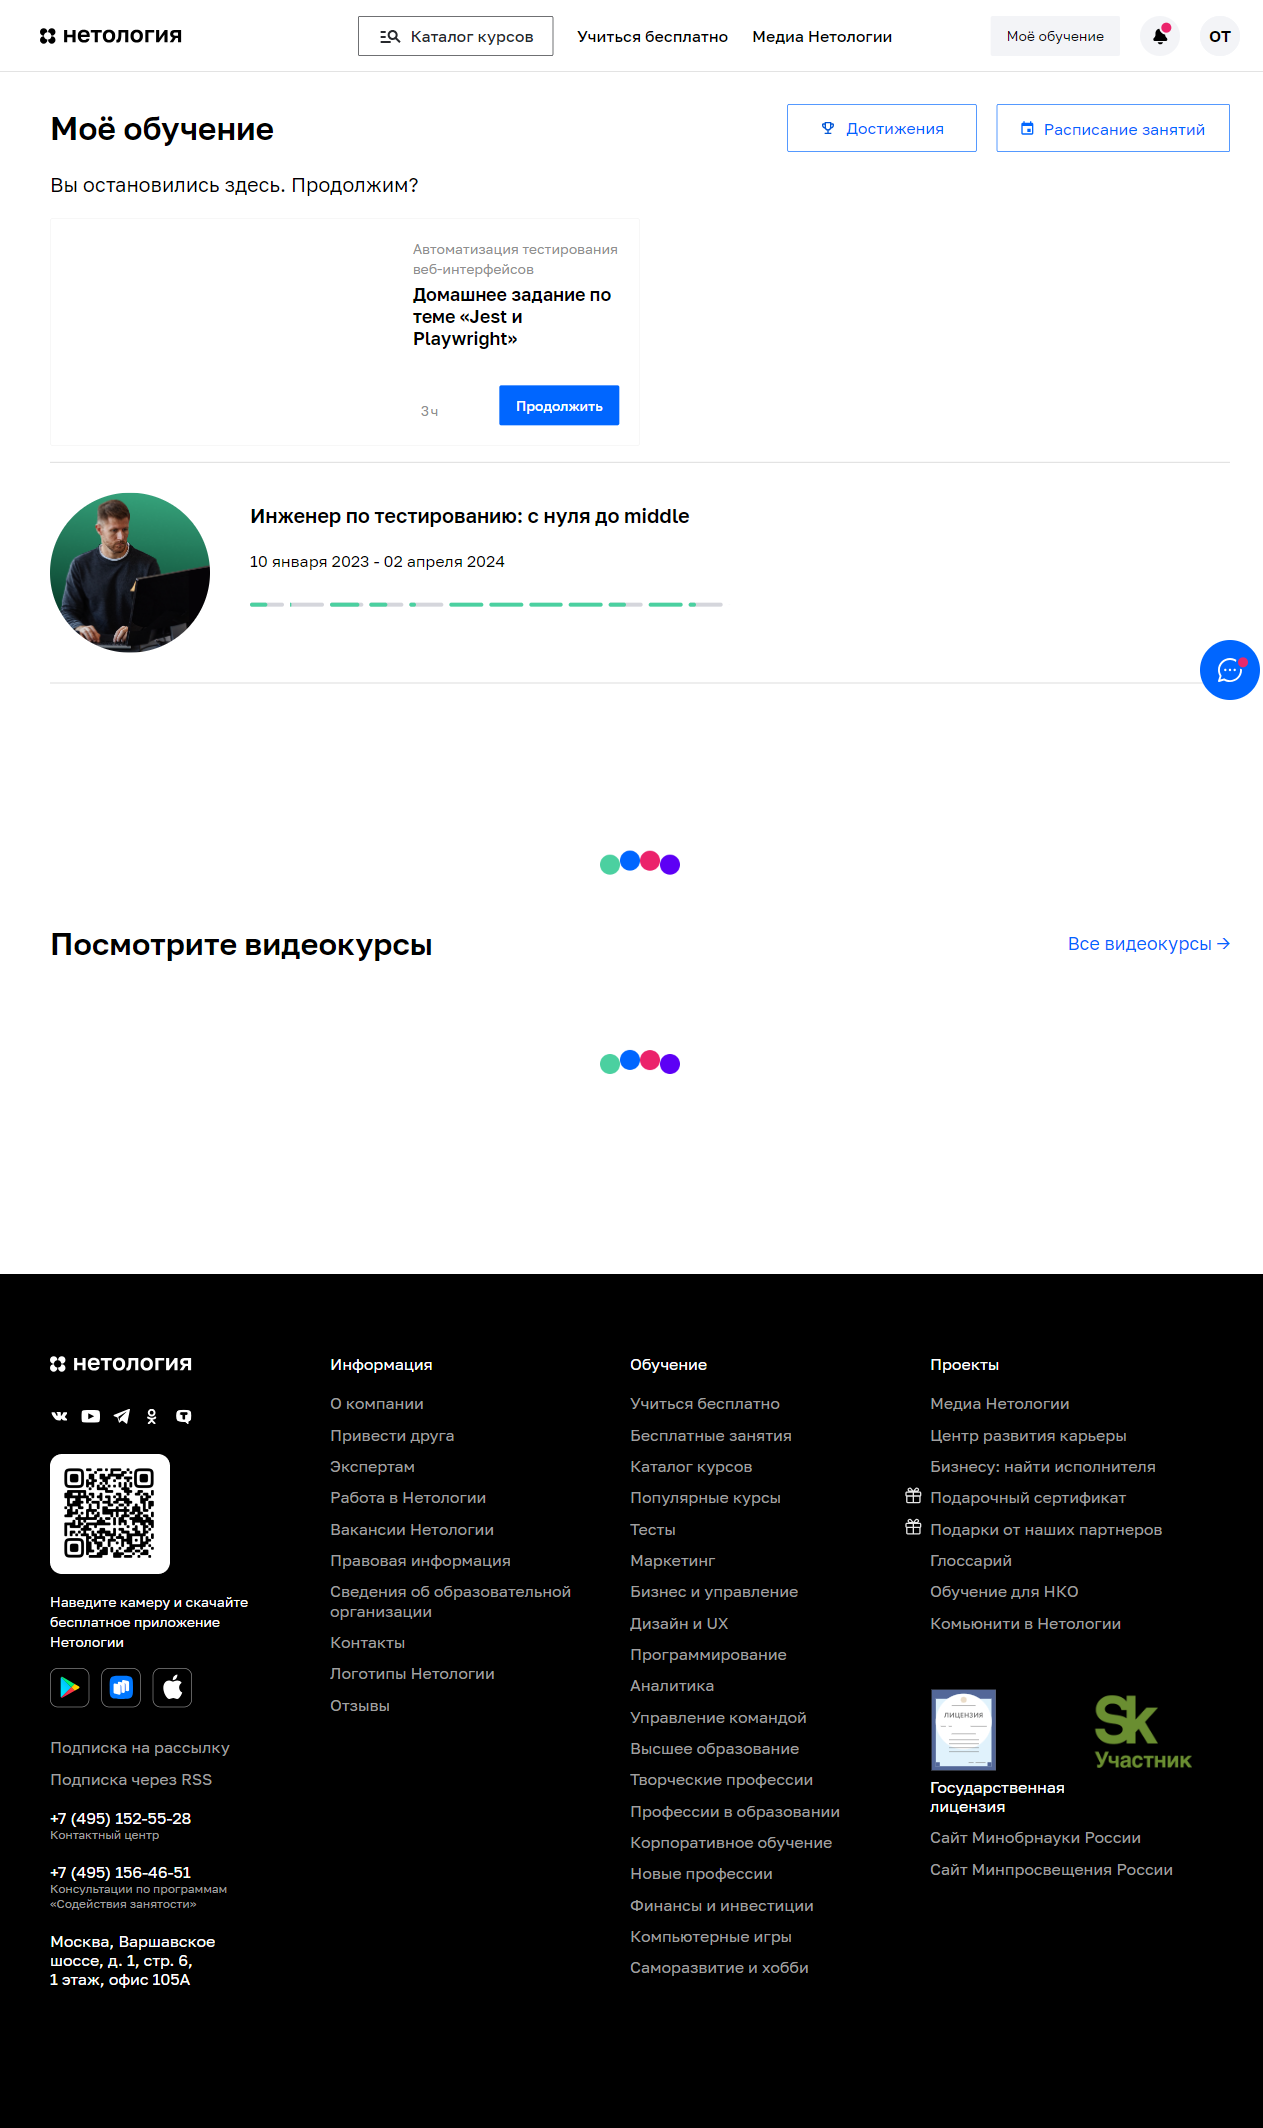 нетология
Каталог курсов
Учиться бесплатно
Медиа Нетологии
Моё обучение
ОТ
Моё обучение
Достижения
Расписание занятий
Вы остановились здесь. Продолжим?
Автоматизация тестирования
веб-интерфейсов
Домашнее задание по
теме «Jest и
Playwright»
3 ч
Продолжить
Инженер по тестированию: с нуля до middle
10 января 2023 - 02 апреля 2024
Посмотрите видеокурсы
Все видеокурсы →
нетология
Наведите камеру и скачайте
бесплатное приложение
Нетологии
Подписка на рассылку
Подписка через RSS
+7 (495) 152-55-28
Контактный центр
+7 (495) 156-46-51
Консультации по программам
«Содействия занятости»
Москва, Варшавское
шоссе, д. 1, стр. 6,
1 этаж, офис 105А
Информация
О компании
Привести друга
Экспертам
Работа в Нетологии
Вакансии Нетологии
Правовая информация
Сведения об образовательной
организации
Контакты
Логотипы Нетологии
Отзывы
Обучение
Учиться бесплатно
Бесплатные занятия
Каталог курсов
Популярные курсы
Тесты
Маркетинг
Бизнес и управление
Дизайн и UX
Программирование
Аналитика
Управление командой
Высшее образование
Творческие профессии
Профессии в образовании
Корпоративное обучение
Новые профессии
Финансы и инвестиции
Компьютерные игры
Саморазвитие и хобби
Проекты
Медиа Нетологии
Центр развития карьеры
Бизнесу: найти исполнителя
Подарочный сертификат
Подарки от наших партнеров
Глоссарий
Обучение для НКО
Комьюнити в Нетологии
ЛИЦЕНЗИЯ
Sk
Участник
Государственная
лицензия
Сайт Минобрнауки России
Сайт Минпросвещения России